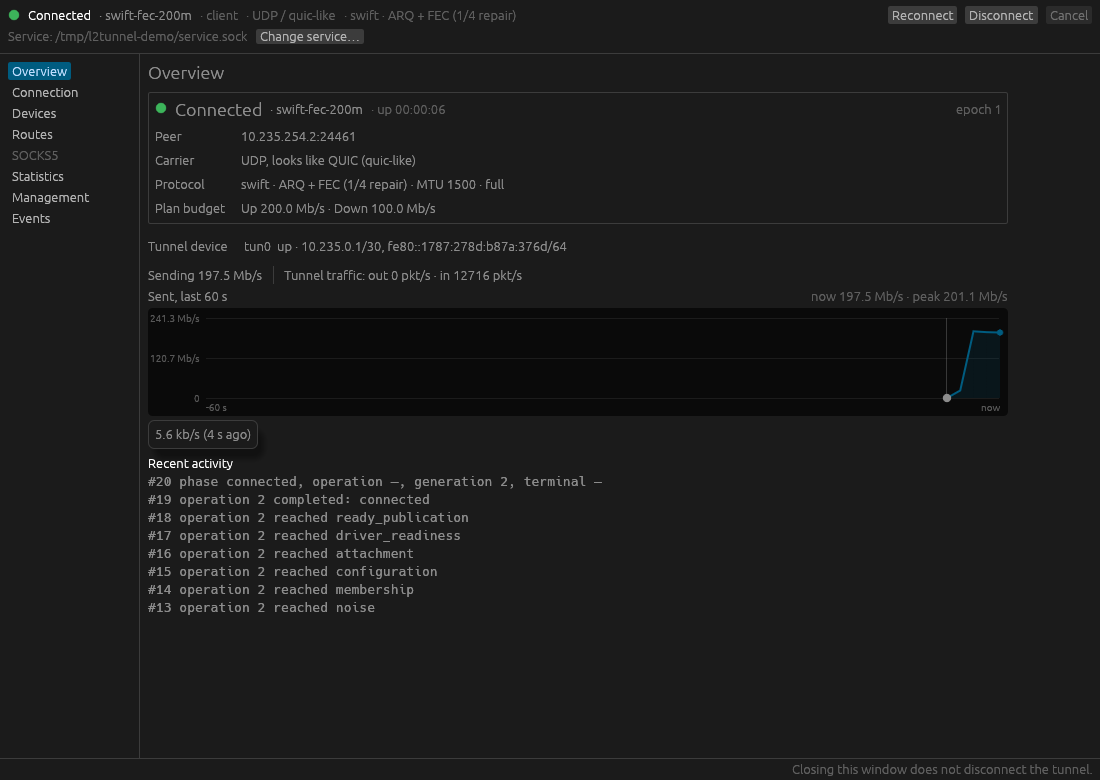 Connected · swift-fec-200m · client · UDP / quic-like · swift · ARQ + FEC (1/4 repair) Reconnect Disconnect Cancel
Service: /tmp/l2tunnel-demo/service.sock Change service…
Overview
Connection
Devices
Routes
SOCKS5
Statistics
Management
Events
Overview
Connected · swift-fec-200m · up 00:00:06 epoch 1
Peer 10.235.254.2:24461
Carrier UDP, looks like QUIC (quic-like)
Protocol swift · ARQ + FEC (1/4 repair) · MTU 1500 · full
Plan budget Up 200.0 Mb/s · Down 100.0 Mb/s
Tunnel device tun0 up · 10.235.0.1/30, fe80::1787:278d:b87a:376d/64
Sending 197.5 Mb/s Tunnel traffic: out 0 pkt/s · in 12716 pkt/s
Sent, last 60 s now 197.5 Mb/s · peak 201.1 Mb/s
241.3 Mb/s
120.7 Mb/s
0
-60 s now
5.6 kb/s (4 s ago)
Recent activity
#20 phase connected, operation —, generation 2, terminal —
#19 operation 2 completed: connected
#18 operation 2 reached ready_publication
#17 operation 2 reached driver_readiness
#16 operation 2 reached attachment
#15 operation 2 reached configuration
#14 operation 2 reached membership
#13 operation 2 reached noise
Closing this window does not disconnect the tunnel.